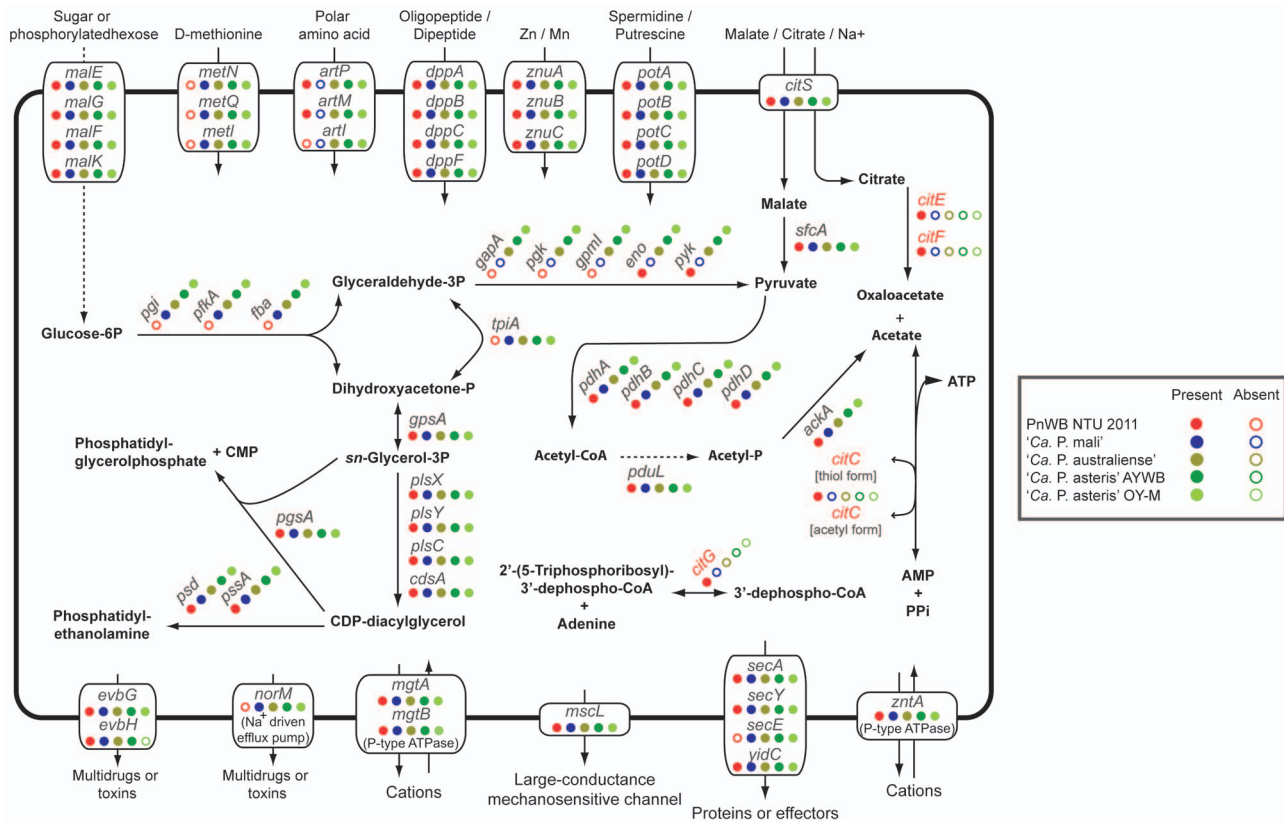 Sugar or
phosphorylatedhexose
D-methionine
Polar
amino acid
Oligopeptide /
Dipeptide
Zn / Mn
Spermidine /
Putrescine
Malate / Citrate / Na+
malE
malG
malF
malK
metN
metQ
metI
artP
artM
artI
dppA
dppB
dppC
dppF
znuA
znuB
znuC
potA
potB
potC
potD
citS
Citrate
Malate
citE
citF
sfcA
gapA
pgk
gpmI
eno
pyk
Glyceraldehyde-3P
Pyruvate
Oxaloacetate
+
Acetate
pgi
pfkA
fba
Glucose-6P
tpiA
Dihydroxyacetone-P
pdhA
pdhB
pdhC
pdhD
ATP
ackA
gpsA
Phosphatidyl-
glycerolphosphate
+ CMP
sn-Glycerol-3P
Acetyl-CoA
Acetyl-P
pduL
citC
[thiol form]
citC
[acetyl form]
plsX
plsY
plsC
cdsA
pgsA
psd
pssA
citG
2'-(5-Triphosphoribosyl)-
3'-dephospho-CoA
+
Adenine
3'-dephospho-CoA
AMP
+
PPi
Phosphatidyl-
ethanolamine
CDP-diacylglycerol
evbG
evbH
norM
(Na+ driven
efflux pump)
mgtA
mgtB
(P-type ATPase)
mscL
secA
secY
secE
yidC
zntA
(P-type ATPase)
Multidrugs or
toxins
Multidrugs or
toxins
Cations
Large-conductance
mechanosensitive channel
Proteins or effectors
Cations
Present Absent
PnWB NTU 2011
'Ca. P. mali'
'Ca. P. australiense'
'Ca. P. asteris' AYWB
'Ca. P. asteris' OY-M